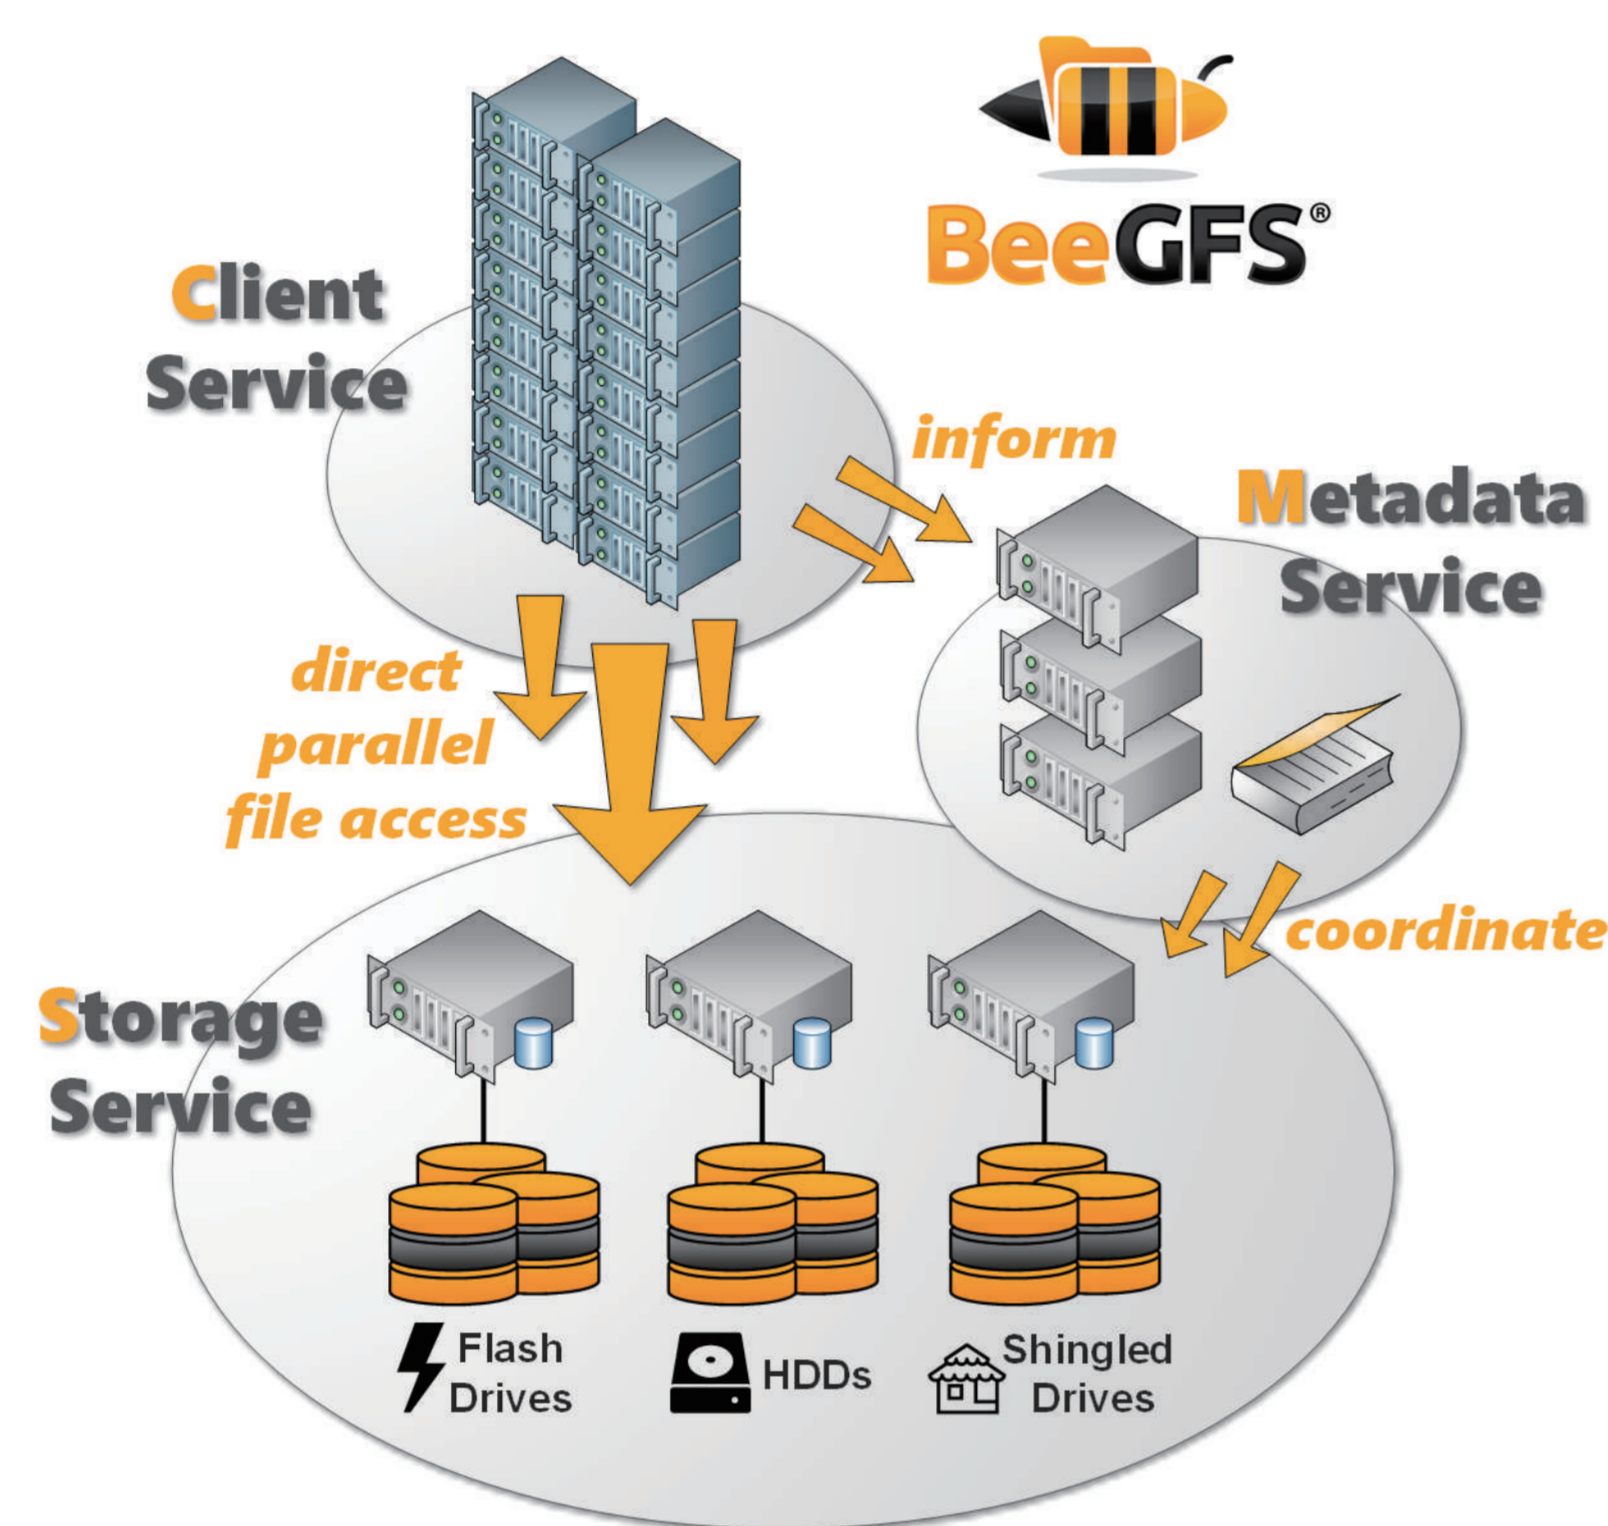 BeeGFS®
Client
Service
inform
Metadata
Service
direct
parallel
file access
coordinate
Storage
Service
Flash
Drives
HDDs
Shingled
Drives